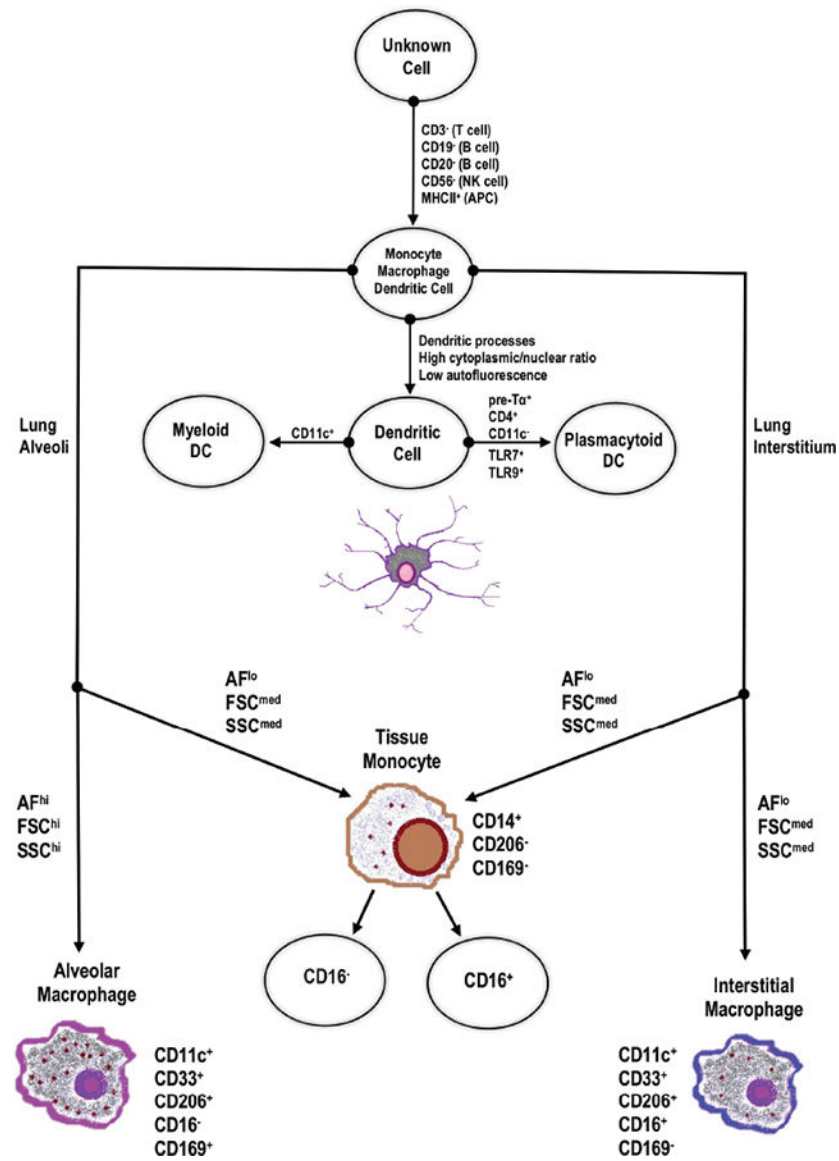 Unknown
Cell
CD3⁻ (T cell)
CD19⁻ (B cell)
CD20⁻ (B cell)
CD56⁻ (NK cell)
MHCII⁺ (APC)
Monocyte
Macrophage
Dendritic Cell
Dendritic processes
High cytoplasmic/nuclear ratio
Low autofluorescence
Lung
Alveoli
Myeloid
DC
CD11c⁺
Dendritic
Cell
pre-Tα⁺
CD4⁺
CD11c⁻
TLR7⁺
TLR9⁺
Plasmacytoid
DC
Lung
Interstitium
AFˡᵒ
FSCᵐᵉᵈ
SSCᵐᵉᵈ
AFˡᵒ
FSCᵐᵉᵈ
SSCᵐᵉᵈ
Tissue
Monocyte
CD14⁺
CD206⁻
CD169⁻
AFʰⁱ
FSCʰⁱ
SSCʰⁱ
AFˡᵒ
FSCᵐᵉᵈ
SSCᵐᵉᵈ
CD16⁻
CD16⁺
Alveolar
Macrophage
CD11c⁺
CD33⁺
CD206⁺
CD16⁻
CD169⁺
Interstitial
Macrophage
CD11c⁺
CD33⁺
CD206⁺
CD16⁺
CD169⁻